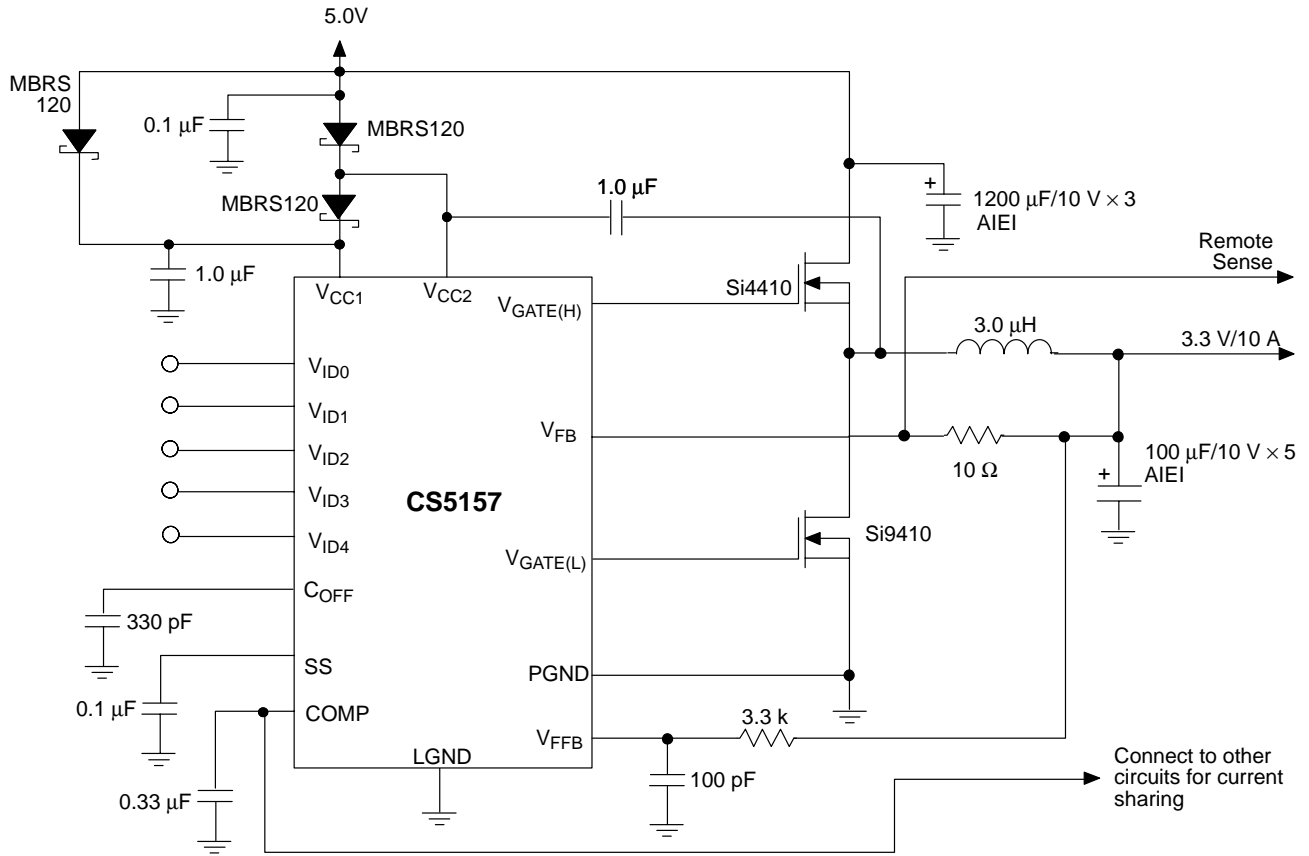 5.0V
MBRS
120
0.1 μF
MBRS120
MBRS120
1.0 μF
1200 μF/10 V × 3
AIEI
Remote
Sense
1.0 μF
VCC1
VCC2
VGATE(H)
Si4410
3.0 μH
3.3 V/10 A
VID0
VID1
VID2
VID3
VID4
VFB
10 Ω
100 μF/10 V × 5
AIEI
CS5157
VGATE(L)
Si9410
COFF
330 pF
SS
0.1 μF
COMP
PGND
3.3 k
VFFB
LGND
0.33 μF
100 pF
Connect to other
circuits for current
sharing